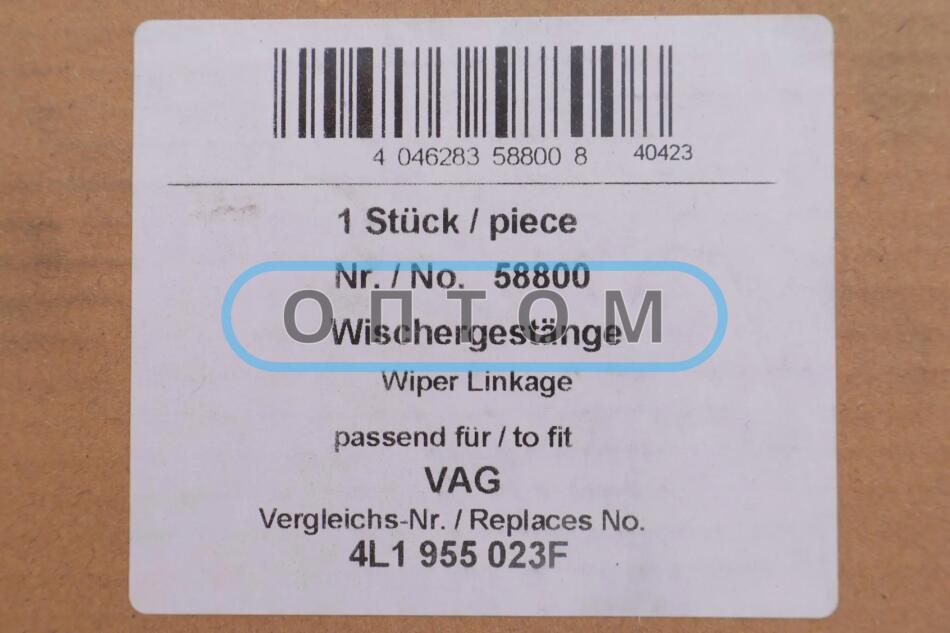 4 046283 58800 8 40423
1 Stück / piece
Nr. / No. 58800
ОПТОМ
Wischergestänge
Wiper Linkage
passend für / to fit
VAG
Vergleichs-Nr. / Replaces No.
4L1 955 023F